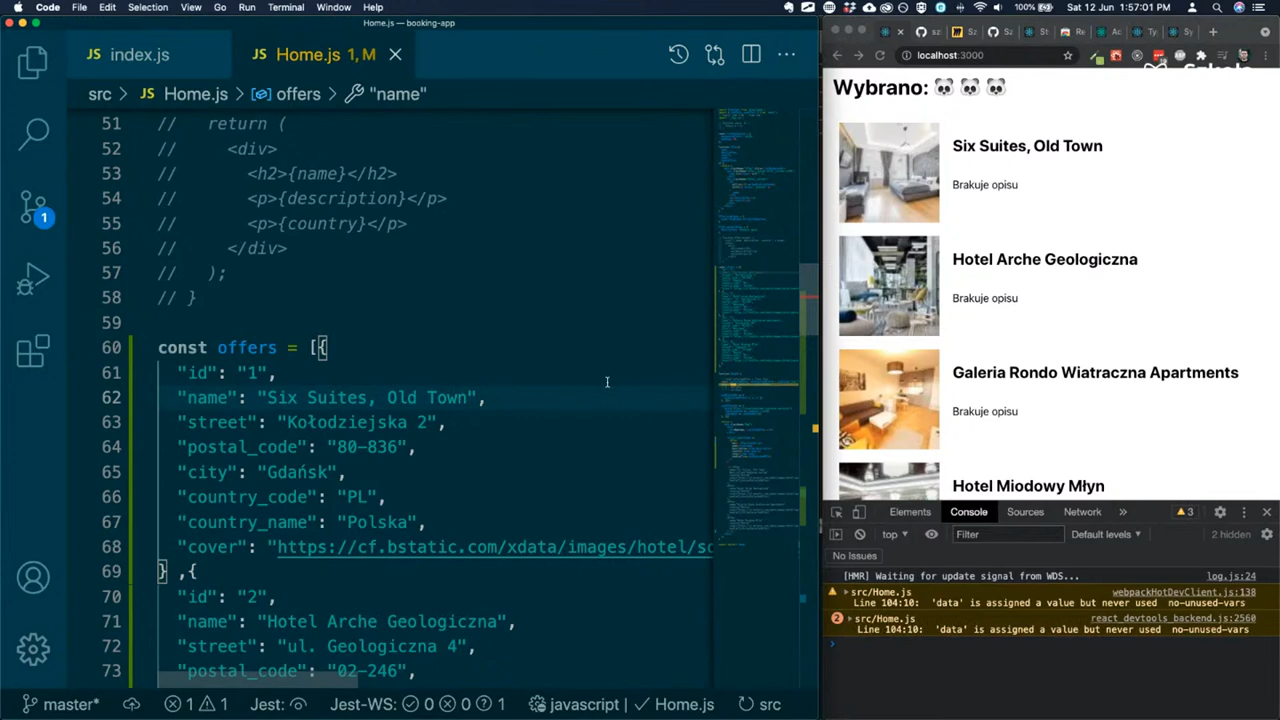 Code File Edit Selection View Go Run Terminal Window Help 100% Sat 12 Jun 15:57:01
Home.js — booking-app
JS index.js
JS Home.js 1, M
src > JS Home.js > offers > "name"
51 // return (
52 // <div>
53 // <h2>{name}</h2>
54 // <p>{description}</p>
55 // <p>{country}</p>
56 // </div>
57 // );
58 // }
59
60 const offers = [{
61 "id": "1",
62 "name": "Six Suites, Old Town",
63 "street": "Kołodziejska 2",
64 "postal_code": "80-836",
65 "city": "Gdańsk",
66 "country_code": "PL",
67 "country_name": "Polska",
68 "cover": "https://cf.bstatic.com/xdata/images/hotel/s
69 } ,{
70 "id": "2",
71 "name": "Hotel Arche Geologiczna",
72 "street": "ul. Geologiczna 4",
73 "postal_code": "02-246",
1
master* 1 1 Jest: Jest-WS: 0 0 1 javascript | Home.js src
localhost:3000
Wybrano: 🐼 🐼 🐼
Six Suites, Old Town
Brakuje opisu
Hotel Arche Geologiczna
Brakuje opisu
Galeria Rondo Wiatraczna Apartments
Brakuje opisu
Hotel Miodowy Młyn
Elements Console Sources Network » 3
top Filter Default levels 2 hidden
No Issues
[HMR] Waiting for update signal from WDS... log.js:24
src/Home.js webpackHotDevClient.js:138
Line 104:10: 'data' is assigned a value but never used no-unused-vars
2 src/Home.js react_devtools_backend.js:2560
Line 104:10: 'data' is assigned a value but never used no-unused-vars